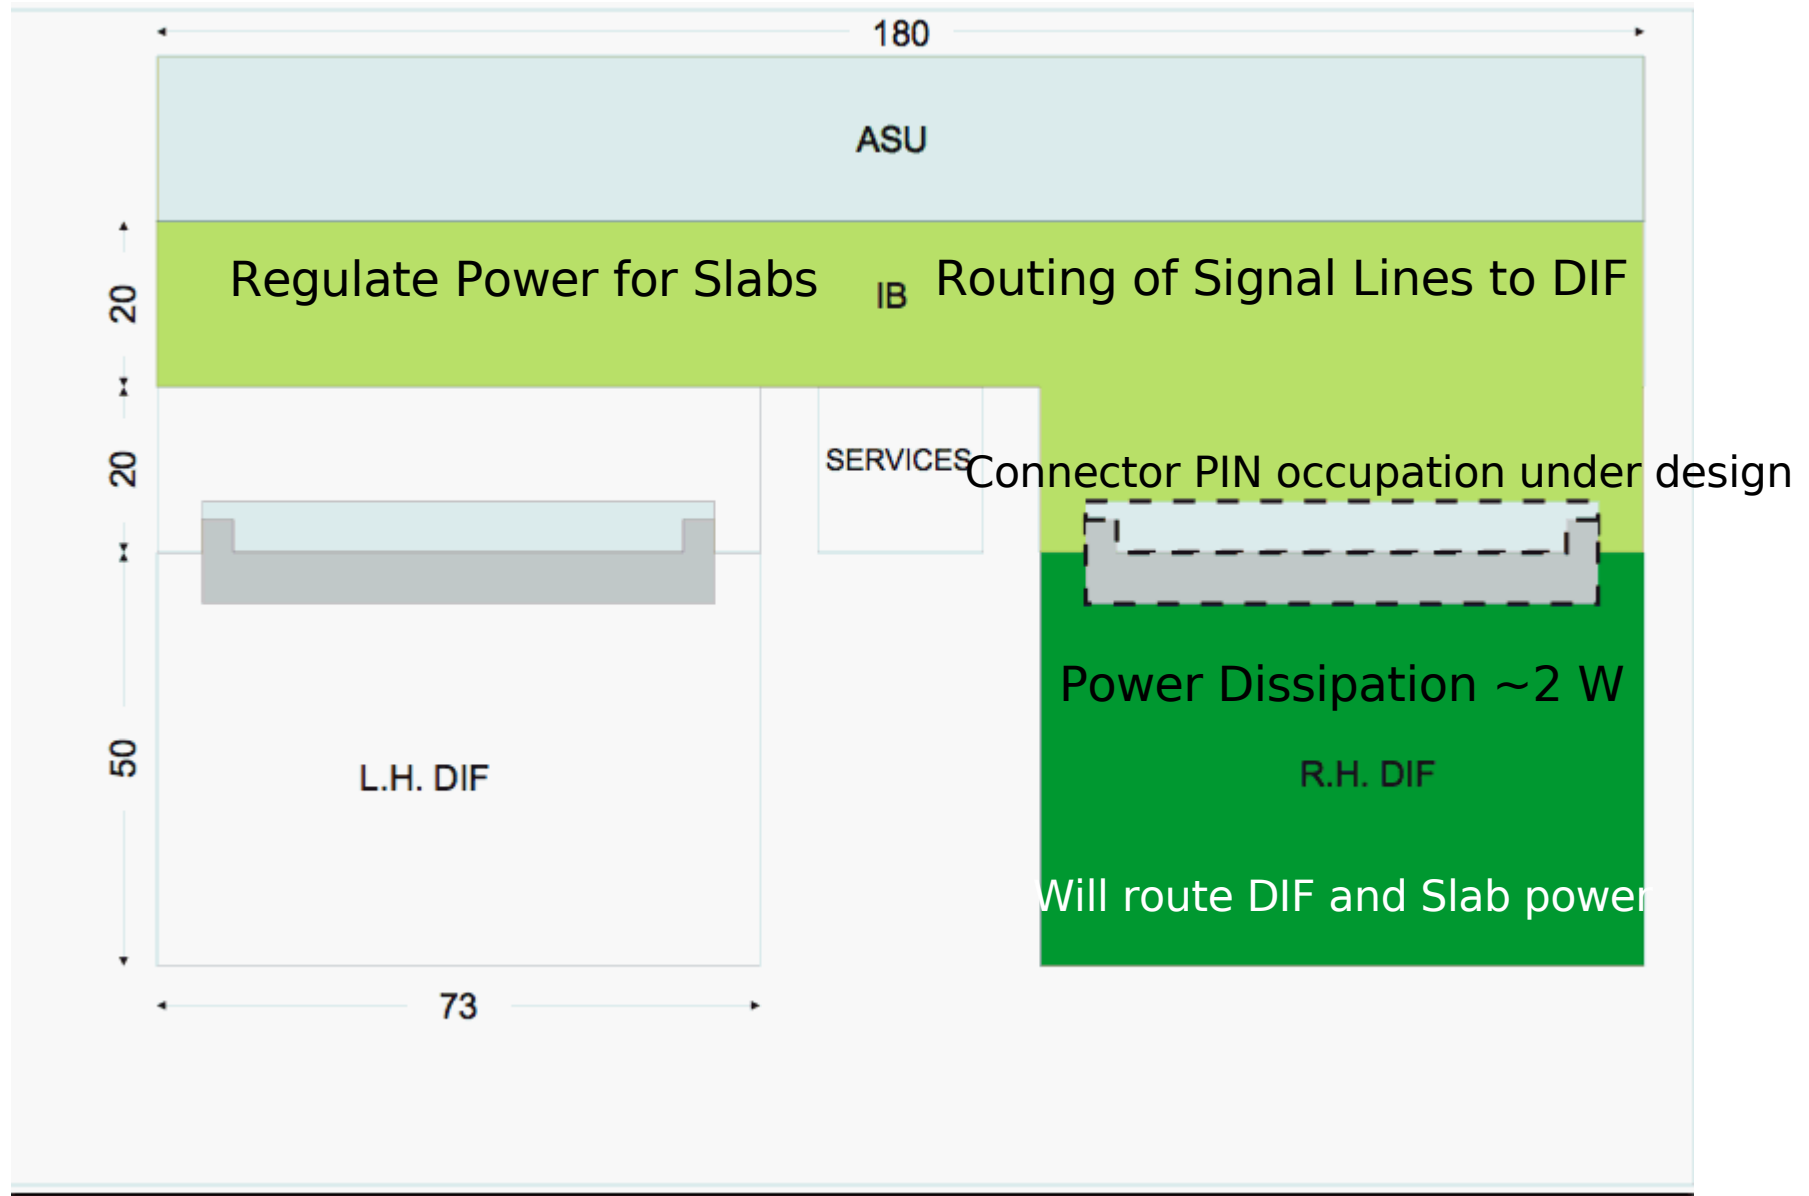 180
ASU
Regulate Power for Slabs
IB
Routing of Signal Lines to DIF
20
20
SERVICES
Connector PIN occupation under design
Power Dissipation ~2 W
50
L.H. DIF
R.H. DIF
Will route DIF and Slab power
73